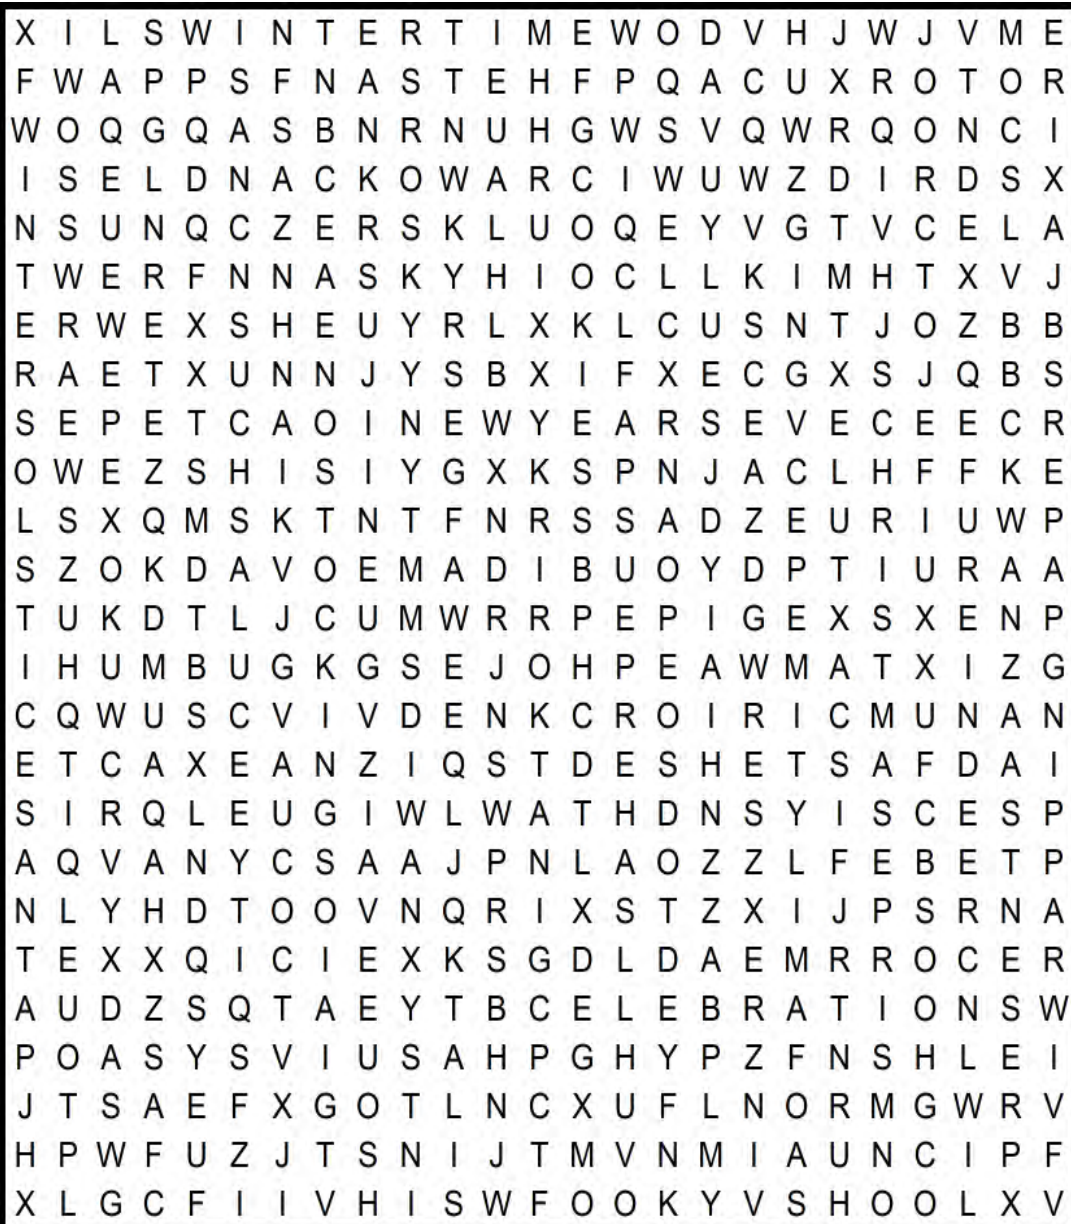 X I L S W I N T E R T I M E W O D V H J W J V M E
F W A P P S F N A S T E H F P Q A C U X R O T O R
W O Q G Q A S B N R N U H G W S V Q W R Q O N C I
I S E L D N A C K O W A R C I W U W Z D I R D S X
N S U N Q C Z E R S K L U O Q E Y V G T V C E L A
T W E R F N N A S K Y H I O C L L K I M H T X V J
E R W E X S H E U Y R L X K L C U S N T J O Z B B
R A E T X U N N J Y S B X I F X E C G X S J Q B S
S E P E T C A O I N E W Y E A R S E V E C E E C R
O W E Z S H I S I Y G X K S P N J A C L H F F K E
L S X Q M S K T N T F N R S S A D Z E U R I U W P
S Z O K D A V O E M A D I B U O Y D P T I U R A A
T U K D T L J C U M W R R P E P I G E X S X E N P
I H U M B U G K G S E J O H P E A W M A T X I Z G
C Q W U S C V I V D E N K C R O I R I C M U N A N
E T C A X E A N Z I Q S T D E S H E T S A F D A I
S I R Q L E U G I W L W A T H D N S Y I S C E S P
A Q V A N Y C S A A J P N L A O Z Z L F E B E T P
N L Y H D T O O V N Q R I X S T Z X I J P S R N A
T E X X Q I C I E X K S G D L D A E M R R O C E R
A U D Z S Q T A E Y T B C E L E B R A T I O N S W
P O A S Y S V I U S A H P G H Y P Z F N S H L E I
J T S A E F X G O T L N C X U F L N O R M G W R V
H P W F U Z J T S N I J T M V N M I A U N C I P F
X L G C F I I V H I S W F O O K Y V S H O O L X V